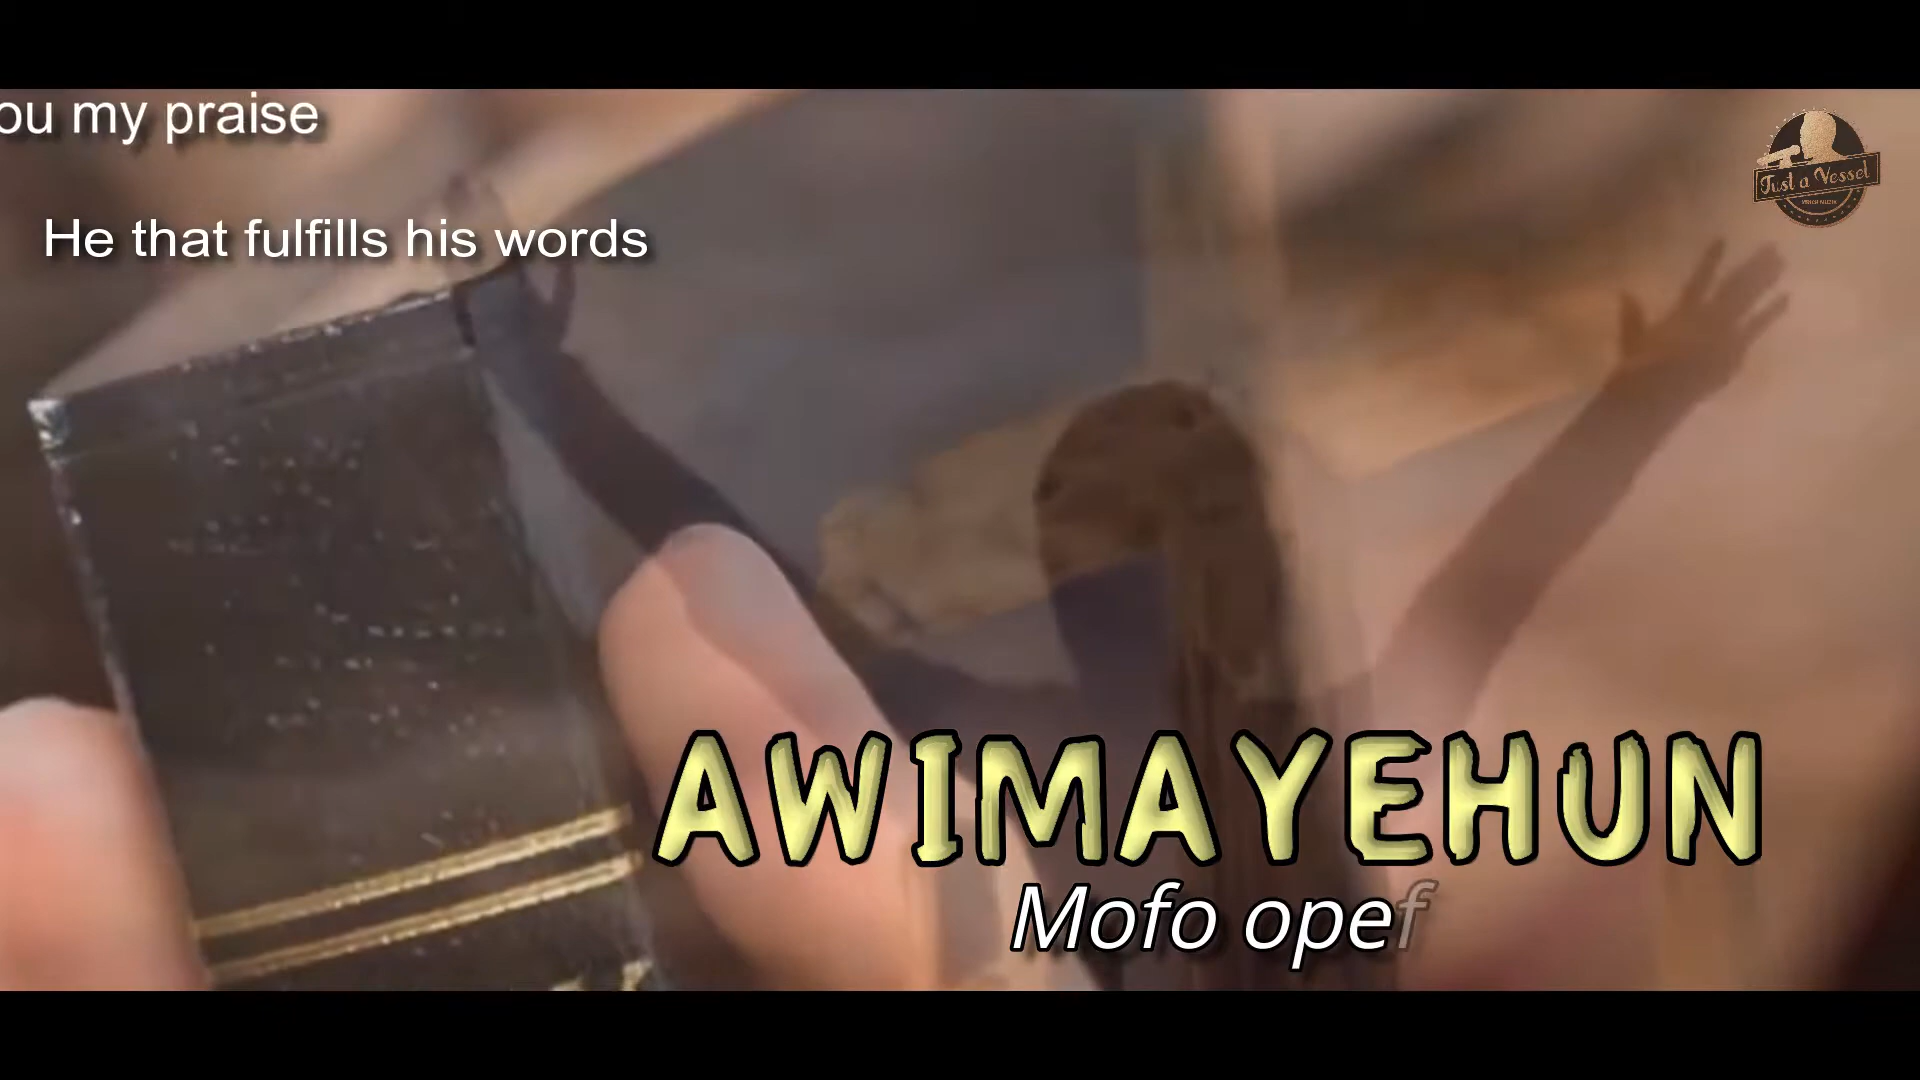 ou my praise
He that fulfills his words
Just a Vessel
AWIMAYEHUN
Mofo opef